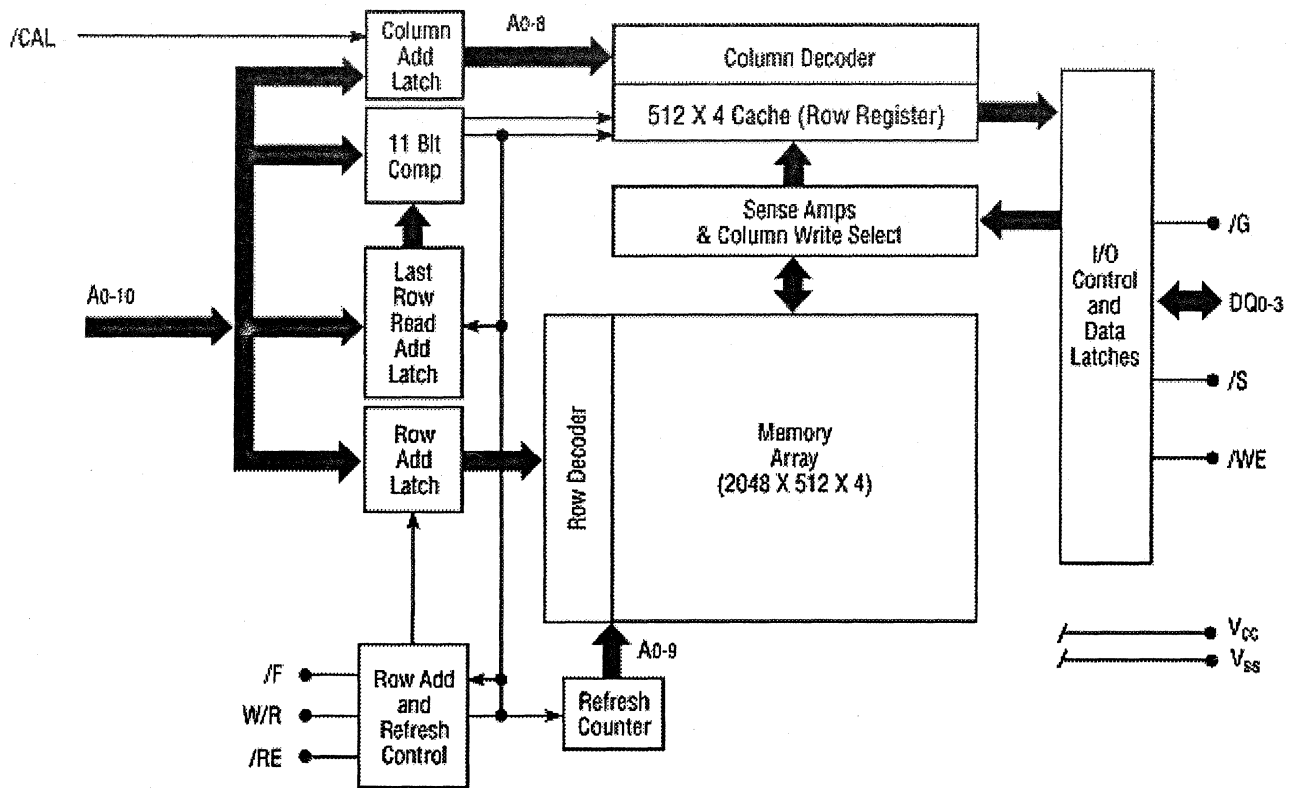 /CAL
Column
Add
Latch
A0-8
Column Decoder
512 X 4 Cache (Row Register)
11 Bit
Comp
Sense Amps
& Column Write Select
Last
Row
Read
Add
Latch
A0-10
I/O
Control
and
Data
Latches
/G
DQ0-3
/S
/WE
Row
Add
Latch
Row Decoder
Memory
Array
(2048 X 512 X 4)
A0-9
/F
W/R
/RE
Row Add
and
Refresh
Control
Refresh
Counter
VCC
VSS